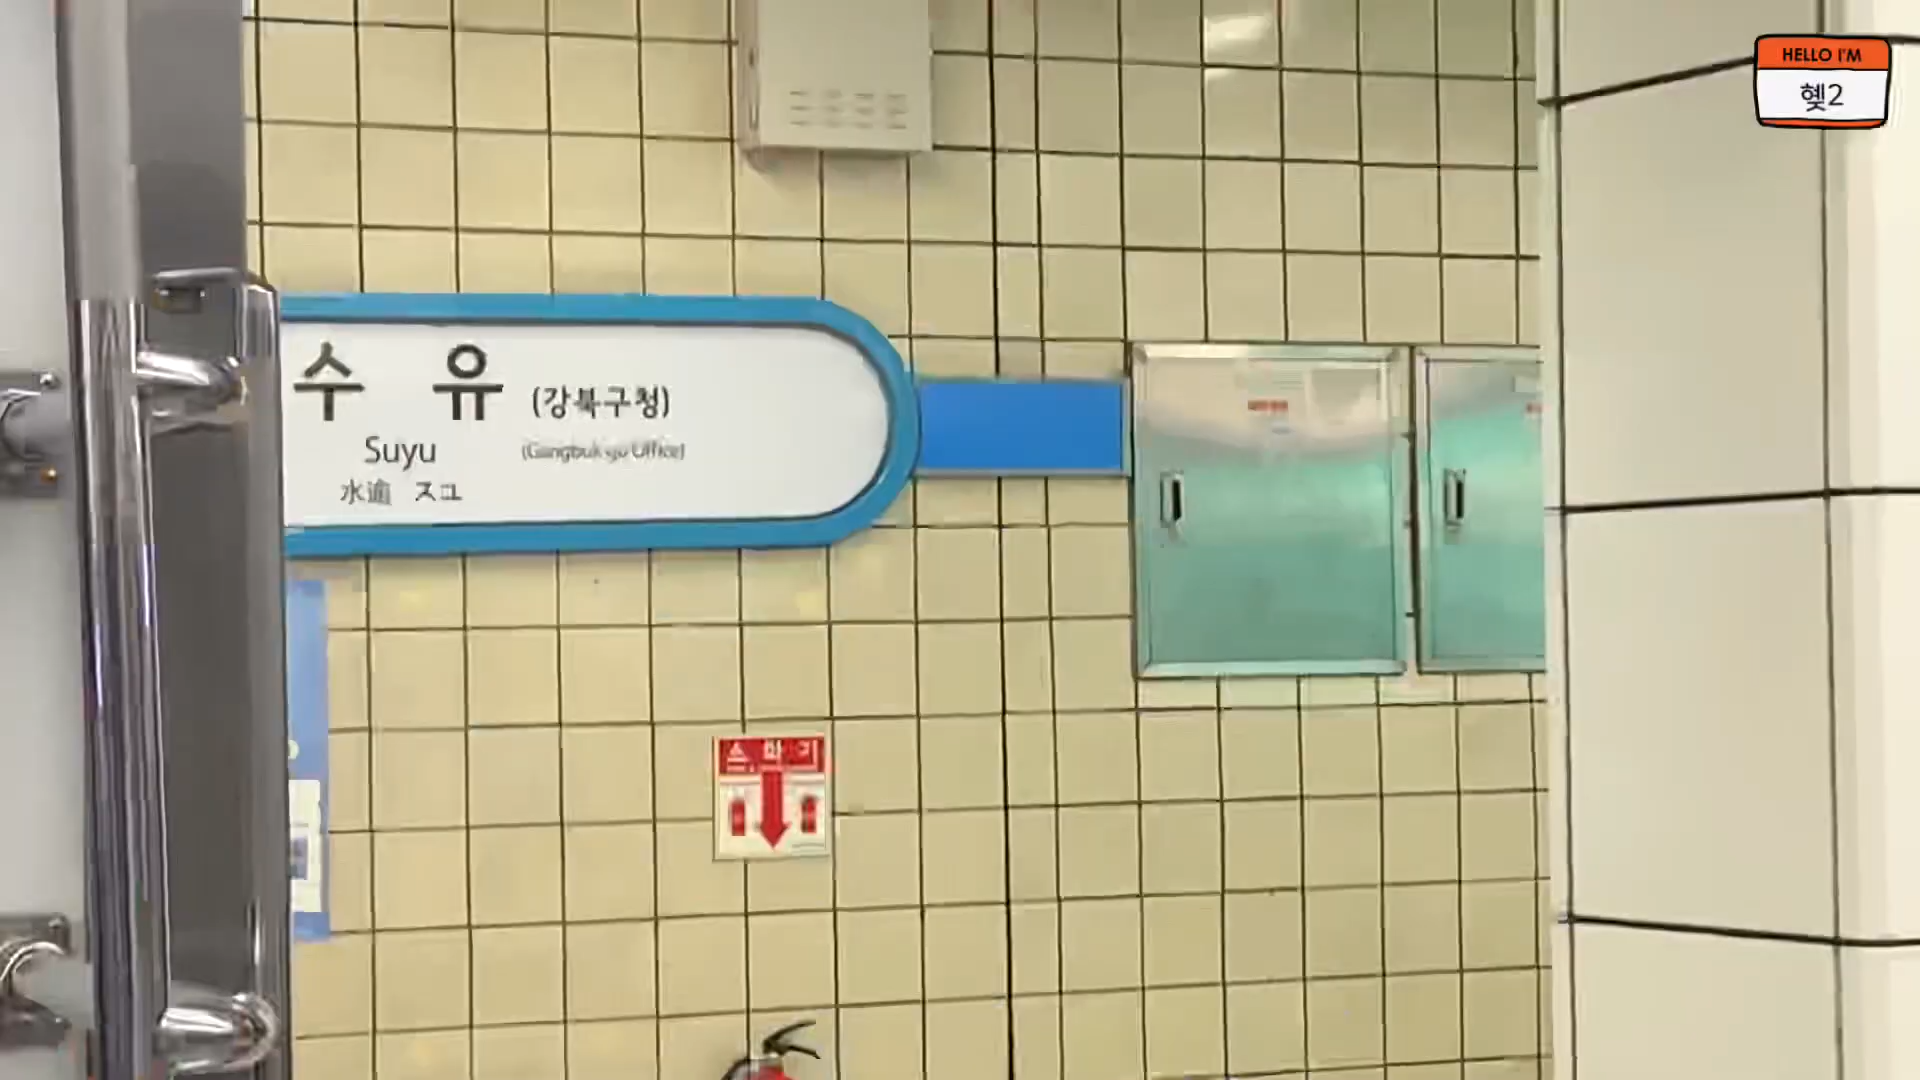 HELLO I'M
혲2
수 유 (강북구청)
Suyu (Gangbuk-gu Office)
水逾 スユ
소화기